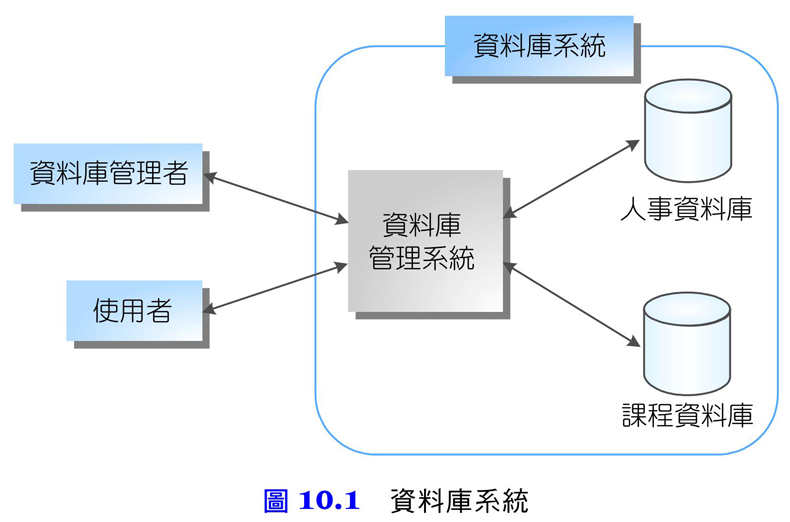 資料庫系統
資料庫管理者
資料庫
管理系統
人事資料庫
使用者
課程資料庫
圖 10.1 資料庫系統